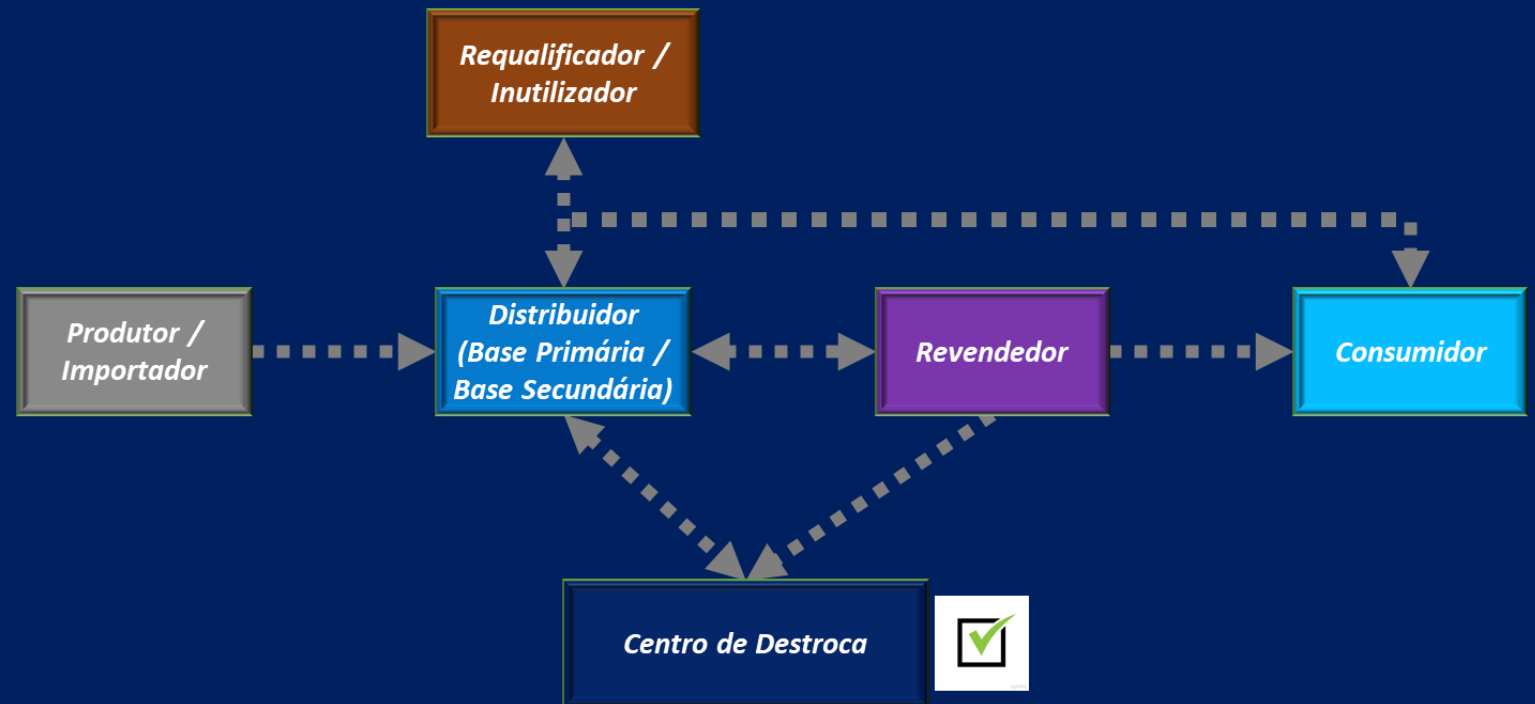 Requalificador /
Inutilizador
Produtor /
Importador
Distribuidor
(Base Primária /
Base Secundária)
Revendedor
Consumidor
Centro de Destroca